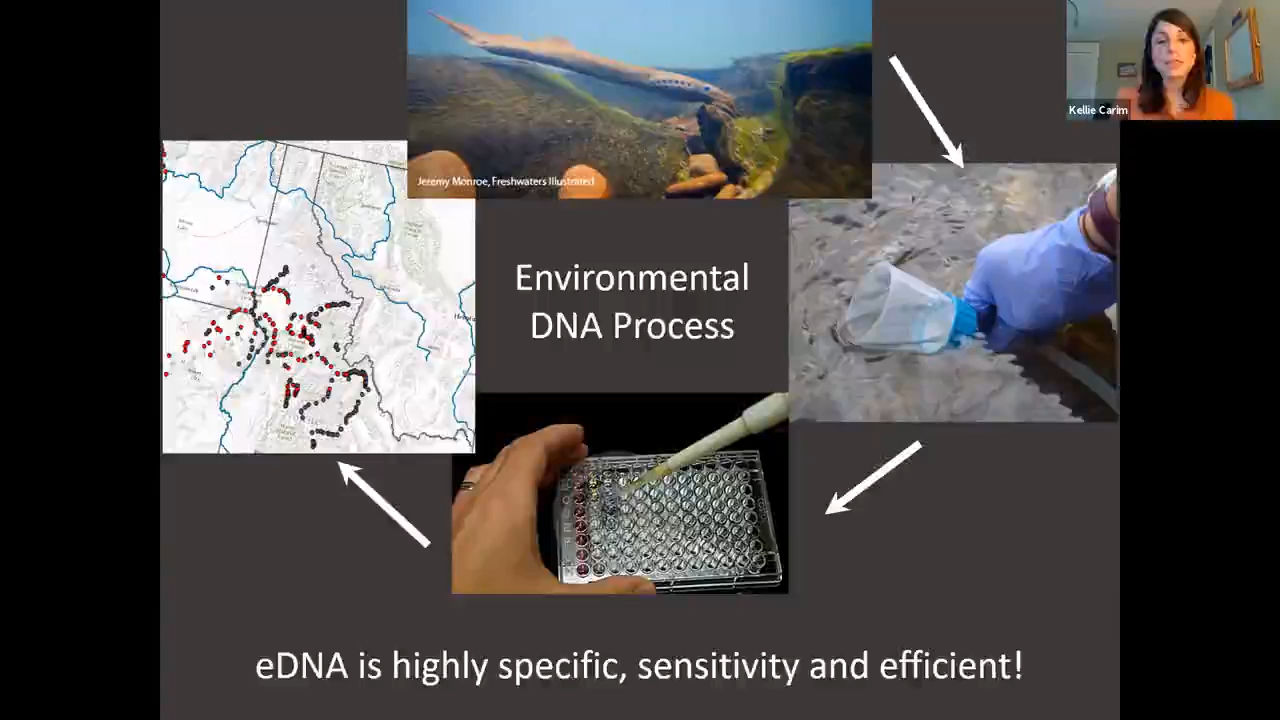 Kellie Carim
Jeremy Monroe, Freshwaters Illustrated
Environmental
DNA Process
eDNA is highly specific, sensitivity and efficient!